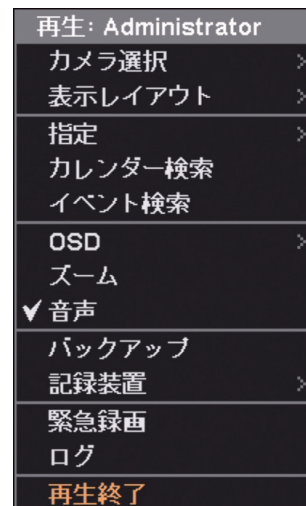 再生: Administrator
カメラ選択
表示レイアウト
指定
カレンダー検索
イベント検索
OSD
ズーム
音声
バックアップ
記録装置
緊急録画
ログ
再生終了